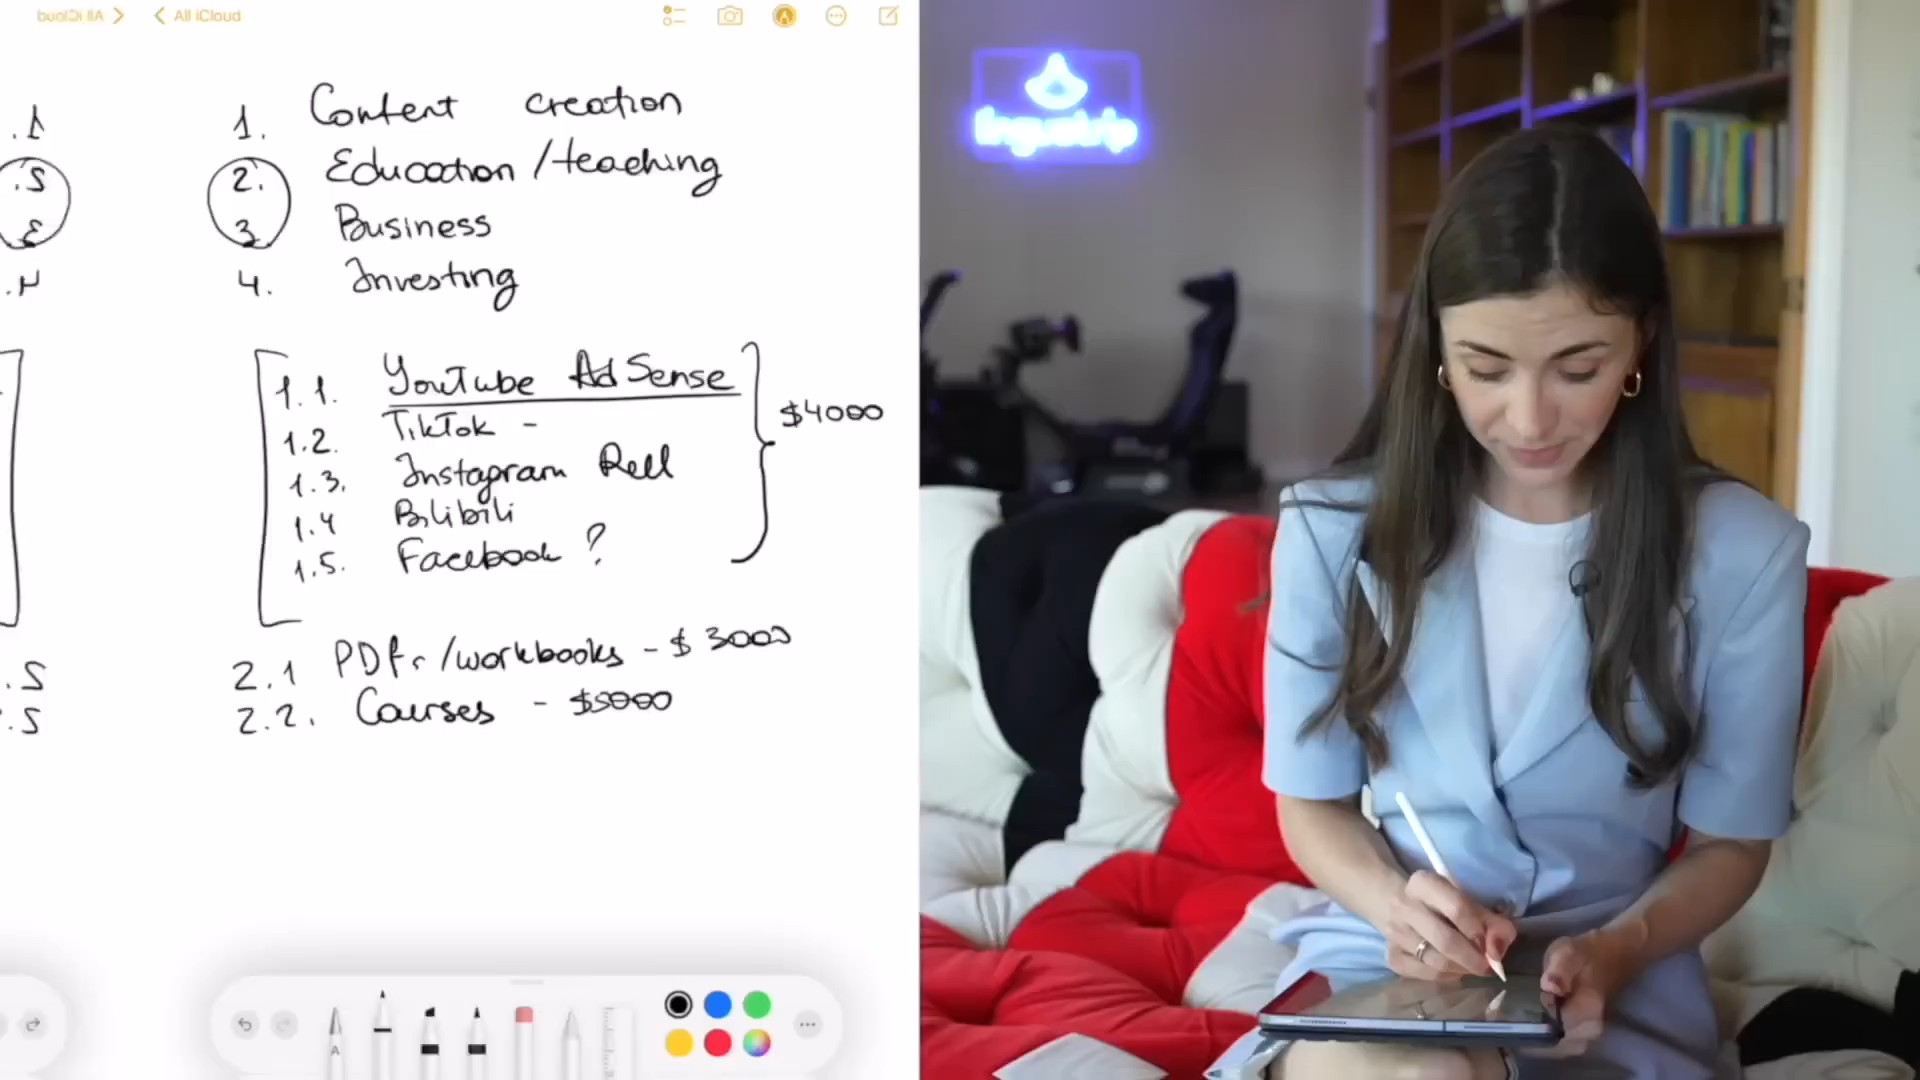 All iCloud
1. Content creation
2. Education/teaching
3. Business
4. Investing
1.1. YouTube AdSense
$4000
1.2. TikTok -
1.3. Instagram Reel
1.4 Bilibili
1.5. Facebook ?
2.1 PDFs/workbooks - $3000
2.2. Courses - $5000
linguatrip